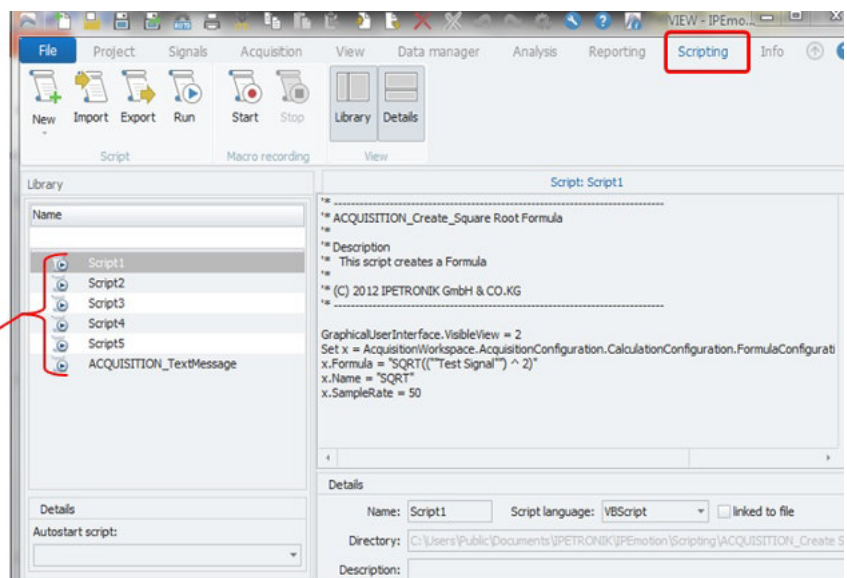 VIEW - IPEmo...
AUTO
File Project Signals Acquisition View Data manager Analysis Reporting Scripting Info
New Import Export Run Start Stop Library Details
Script Macro recording View
Library
Script: Script1
Name
Script1
Script2
Script3
Script4
Script5
ACQUISITION_TextMessage
'* ------------------------------------------------------------------
'* ACQUISITION_Create_Square Root Formula
'*
'* Description
'* This script creates a Formula
'*
'* (C) 2012 IPETRONIK GmbH & CO.KG
'* ------------------------------------------------------------------
GraphicalUserInterface.VisibleView = 2
Set x = AcquisitionWorkspace.AcquisitionConfiguration.CalculationConfiguration.FormulaConfigurati
x.Formula = "SQRT((""Test Signal"") ^ 2)"
x.Name = "SQRT"
x.SampleRate = 50
Details
Autostart script:
Details
Name: Script1 Script language: VBScript linked to file
Directory: C:\Users\Public\Documents\IPETRONIK\IPEmotion\Scripting\ACQUISITION_Create S
Description: